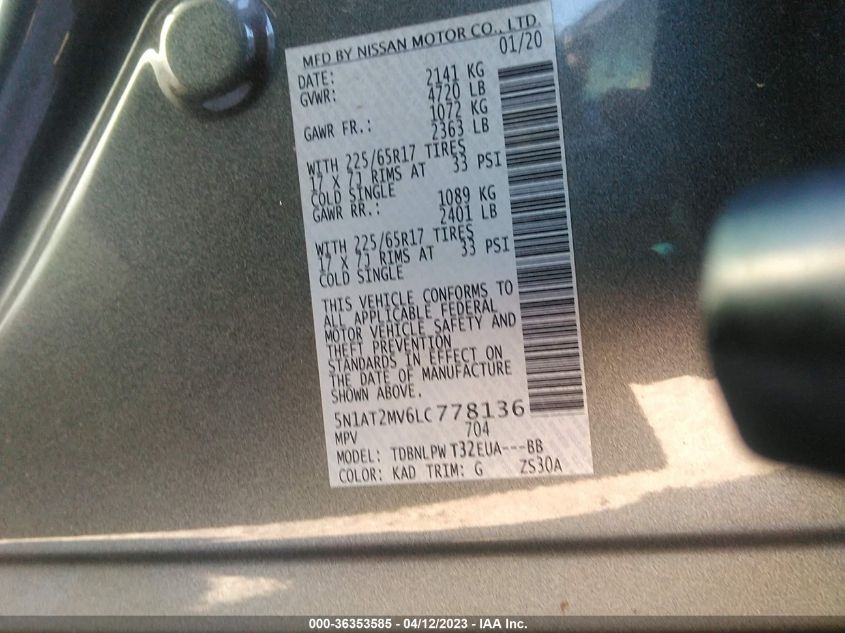 MFD BY NISSAN MOTOR CO., LTD.
DATE: 01/20
GVWR: 2141 KG
4720 LB
GAWR FR.: 1072 KG
2363 LB
WITH 225/65R17 TIRES
17 X 7J RIMS AT 33 PSI
COLD SINGLE
GAWR RR.: 1089 KG
2401 LB
WITH 225/65R17 TIRES
17 X 7J RIMS AT 33 PSI
COLD SINGLE
THIS VEHICLE CONFORMS TO
ALL APPLICABLE FEDERAL
MOTOR VEHICLE SAFETY AND
THEFT PREVENTION
STANDARDS IN EFFECT ON
THE DATE OF MANUFACTURE
SHOWN ABOVE.
5N1AT2MV6LC778136
MPV 704
MODEL: TDBNLPW T32EUA---BB
COLOR: KAD TRIM: G ZS30A
000-36353585 - 04/12/2023 - IAA Inc.